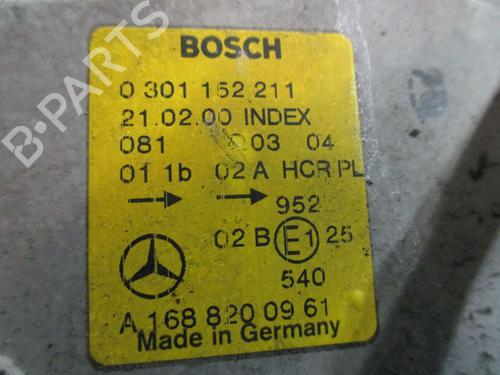 BOSCH
0 301 152 211
21.02.00 INDEX
081 03 04
01 1b 02 A HCR PL
952
02 B E1 25
540
A 168 820 09 61
Made in Germany
B-PARTS